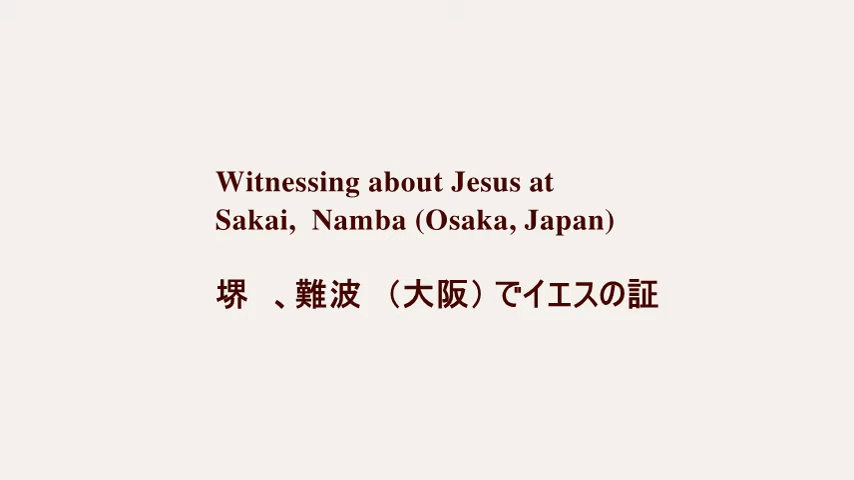 Witnessing about Jesus at
Sakai,  Namba (Osaka, Japan)
堺　、難波　（大阪）でイエスの証